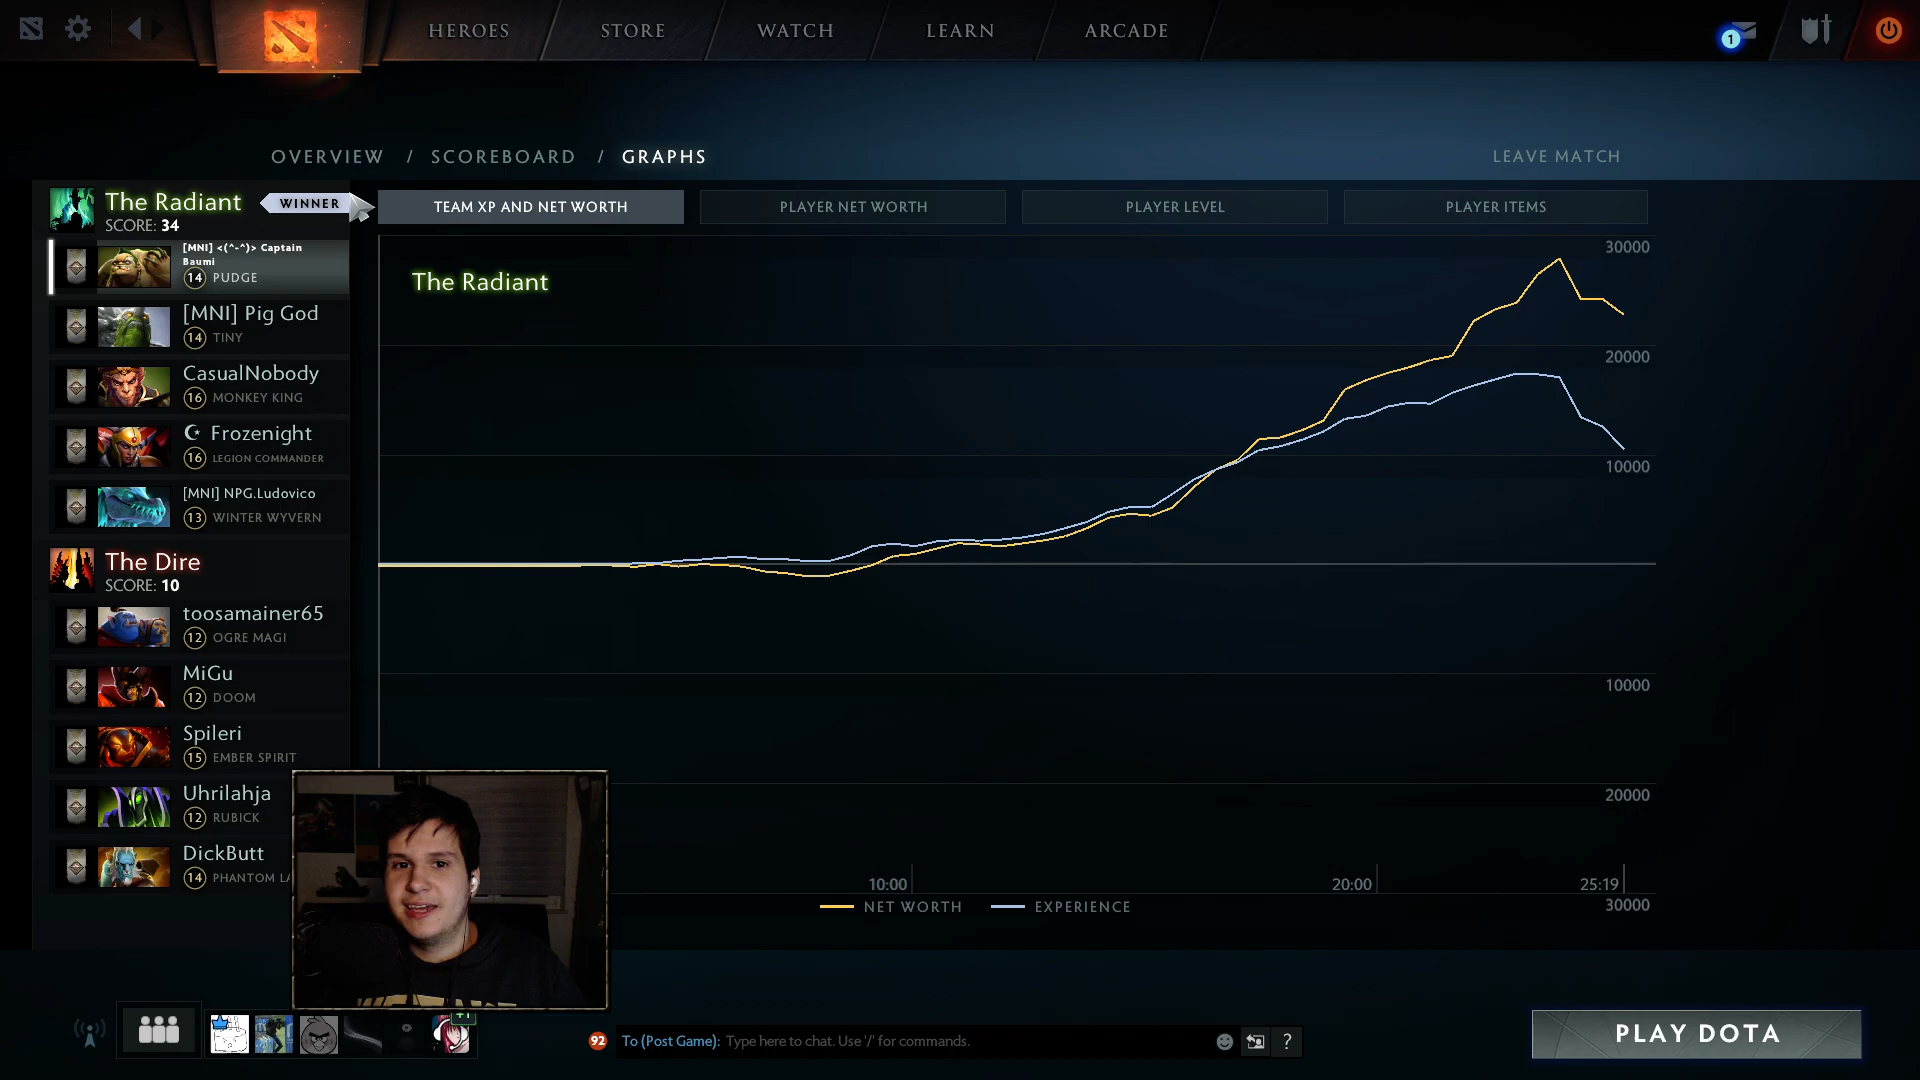 HEROES
STORE
WATCH
LEARN
ARCADE
1
OVERVIEW / SCOREBOARD / GRAPHS
LEAVE MATCH
The Radiant
WINNER
SCORE: 34
[MNI] <(^-^)> Captain
Baumi
14 PUDGE
[MNI] Pig God
14 TINY
CasualNobody
16 MONKEY KING
☪ Frozenight
16 LEGION COMMANDER
[MNI] NPG.Ludovico
13 WINTER WYVERN
The Dire
SCORE: 10
toosamainer65
12 OGRE MAGI
MiGu
12 DOOM
Spileri
15 EMBER SPIRIT
Uhrilahja
12 RUBICK
DickButt
14 PHANTOM LA
TEAM XP AND NET WORTH
PLAYER NET WORTH
PLAYER LEVEL
PLAYER ITEMS
The Radiant
30000
20000
10000
10000
20000
30000
10:00
20:00
25:19
NET WORTH
EXPERIENCE
+1
92
To (Post Game): Type here to chat. Use '/' for commands.
?
PLAY DOTA